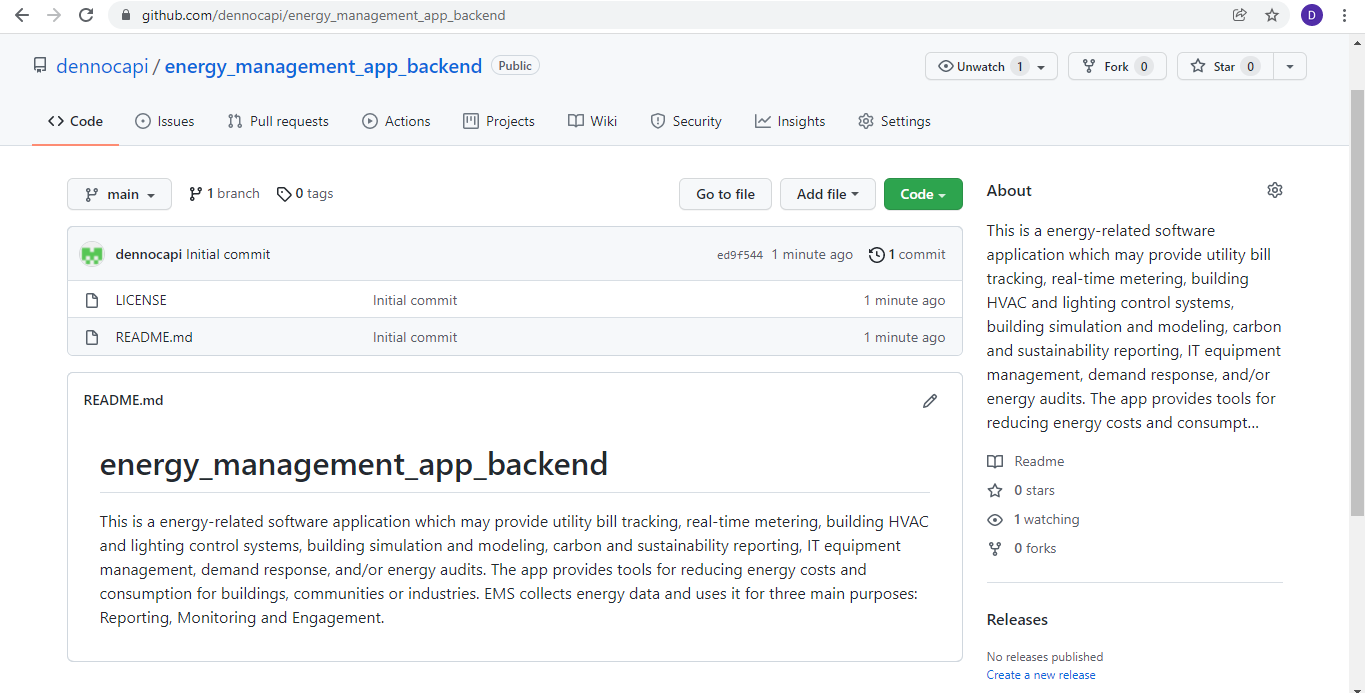 github.com/dennocapi/energy_management_app_backend
D
dennocapi / energy_management_app_backend Public
Unwatch 1 Fork 0 Star 0
Code Issues Pull requests Actions Projects Wiki Security Insights Settings
main 1 branch 0 tags Go to file Add file Code
dennocapi Initial commit ed9f544 1 minute ago 1 commit
LICENSE Initial commit 1 minute ago
README.md Initial commit 1 minute ago
README.md
energy_management_app_backend
This is a energy-related software application which may provide utility bill tracking, real-time metering, building HVAC
and lighting control systems, building simulation and modeling, carbon and sustainability reporting, IT equipment
management, demand response, and/or energy audits. The app provides tools for reducing energy costs and
consumption for buildings, communities or industries. EMS collects energy data and uses it for three main purposes:
Reporting, Monitoring and Engagement.
About
This is a energy-related software
application which may provide utility bill
tracking, real-time metering, building
HVAC and lighting control systems,
building simulation and modeling, carbon
and sustainability reporting, IT equipment
management, demand response, and/or
energy audits. The app provides tools for
reducing energy costs and consumpt...
Readme
0 stars
1 watching
0 forks
Releases
No releases published
Create a new release